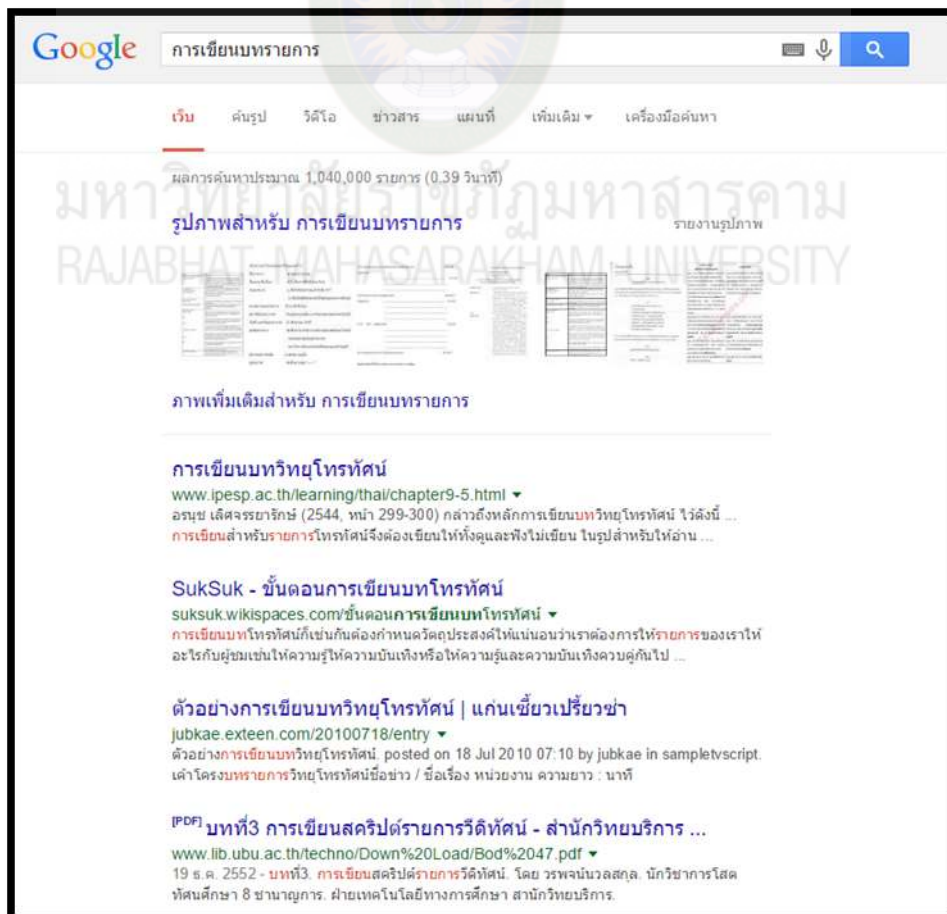 Google
การเขียนบทรายการ
เว็บ ค้นรูป วิดีโอ ข่าวสาร แผนที่ เพิ่มเติม เครื่องมือค้นหา
ผลการค้นหาประมาณ 1,040,000 รายการ (0.39 วินาที)
มหาวิทยาลัยราชภัฏมหาสารคาม
รูปภาพสำหรับ การเขียนบทรายการ รายงานรูปภาพ
RAJABHAT MAHASARAKHAM UNIVERSITY
ภาพเพิ่มเติมสำหรับ การเขียนบทรายการ
การเขียนบทวิทยุโทรทัศน์
www.ipesp.ac.th/learning/thai/chapter9-5.html
อรนุช เลิศจรรยารักษ์ (2544, หน้า 299-300) กล่าวถึงหลักการเขียนบทวิทยุโทรทัศน์ ไว้ดังนี้ ...
การเขียนสำหรับรายการโทรทัศน์จึงต้องเขียนให้ทั้งดูและฟังไม่เขียน ในรูปสำหรับให้อ่าน ...
SukSuk - ขั้นตอนการเขียนบทโทรทัศน์
suksuk.wikispaces.com/ขั้นตอนการเขียนบทโทรทัศน์
การเขียนบทโทรทัศน์ก็เช่นกันต้องกำหนดวัตถุประสงค์ให้แน่นอนว่าเราต้องการให้รายการของเราให้
อะไรกับผู้ชมเช่นให้ความรู้ให้ความบันเทิงหรือให้ความรู้และความบันเทิงควบคู่กันไป ...
ตัวอย่างการเขียนบทวิทยุโทรทัศน์ | แก่นเซี้ยวเปรี้ยวซ่า
jubkae.exteen.com/20100718/entry
ตัวอย่างการเขียนบทวิทยุโทรทัศน์. posted on 18 Jul 2010 07:10 by jubkae in sampletvscript.
เค้าโครงบทรายการวิทยุโทรทัศน์ชื่อข่าว / ชื่อเรื่อง หน่วยงาน ความยาว : นาที
[PDF] บทที่3 การเขียนสคริปต์รายการวีดิทัศน์ - สำนักวิทยบริการ ...
www.lib.ubu.ac.th/techno/Down%20Load/Bod%2047.pdf
19 ธ.ค. 2552 - บทที่3. การเขียนสคริปต์รายการวีดิทัศน์. โดย วรพจน์นวลสกุล. นักวิชาการโสต
ทัศนศึกษา 8 ชานาญการ. ฝ่ายเทคโนโลยีทางการศึกษา สานักวิทยบริการ.